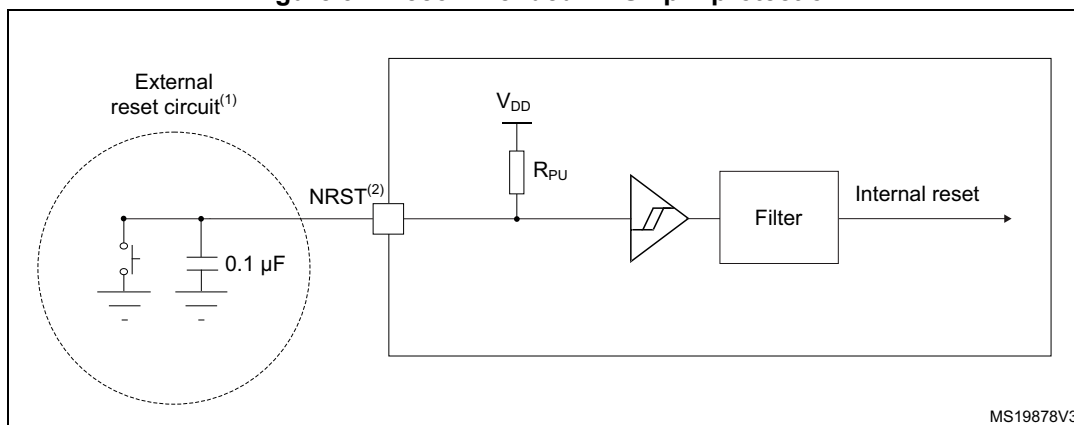 External
reset circuit(1)
VDD
RPU
NRST(2)
Filter
Internal reset
0.1 µF
MS19878V3